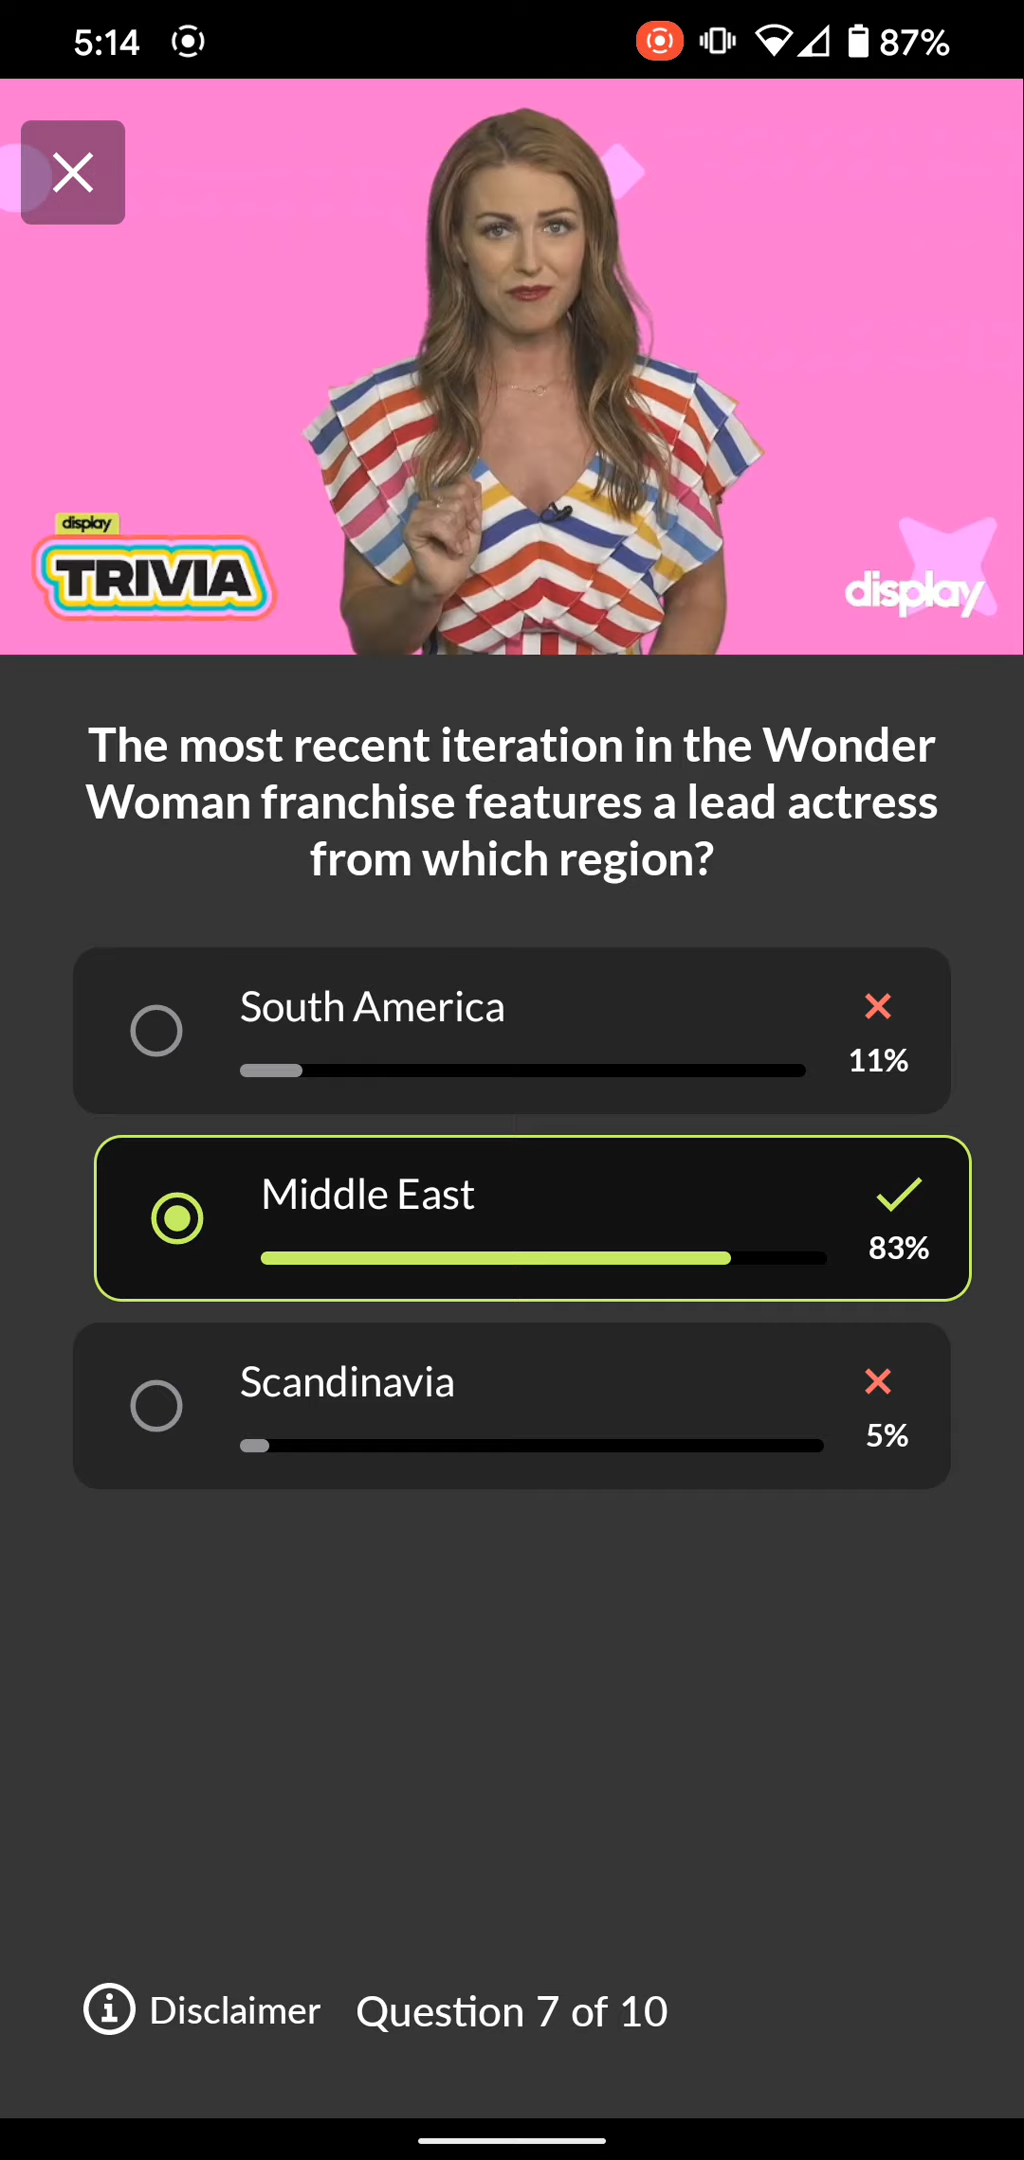 5:14
87%
display
TRIVIA
display
The most recent iteration in the Wonder
Woman franchise features a lead actress
from which region?
South America
11%
Middle East
83%
Scandinavia
5%
Disclaimer Question 7 of 10